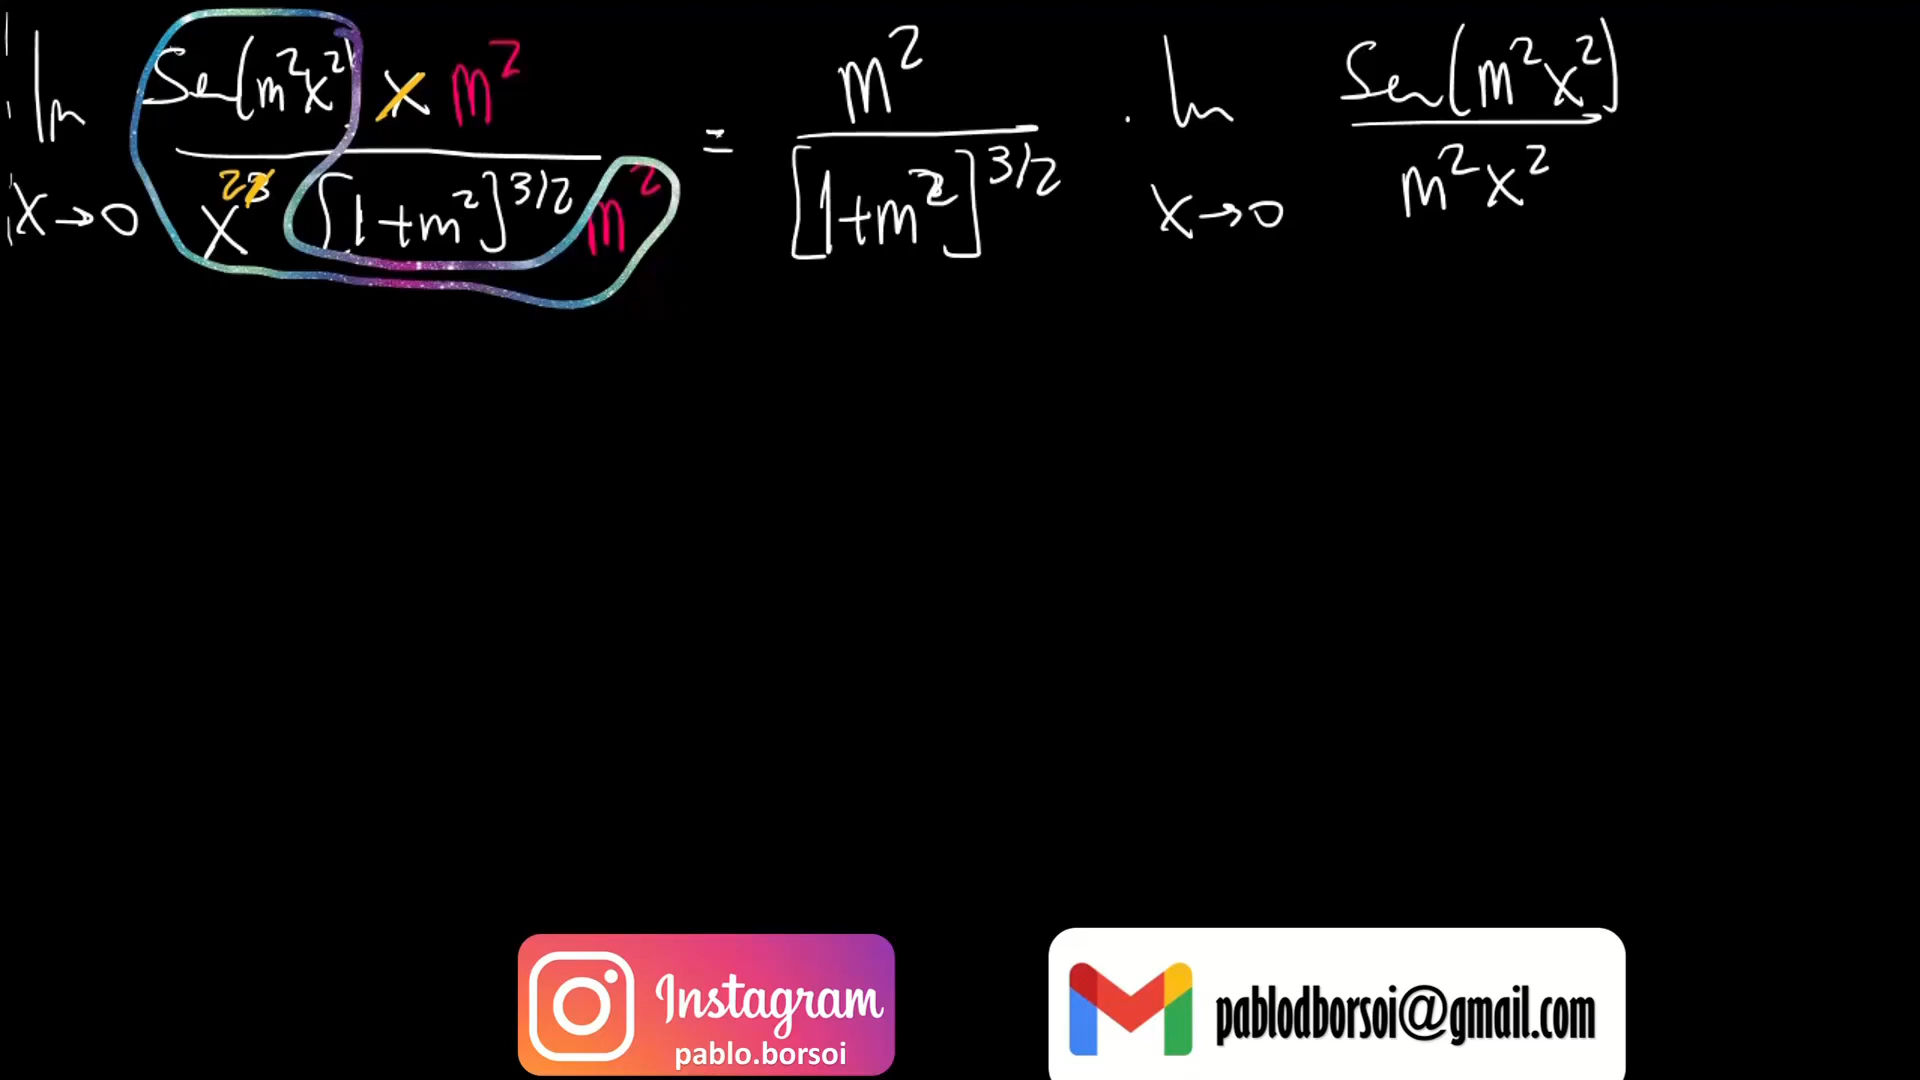 lim Sen(m²x²) x m² / x²3 [1+m²]^3/2 m² = m² / [1+m²]^3/2 · lim Sen(m²x²) / m²x²
x→0 x→0
Instagram
pablo.borsoi
pablodborsoi@gmail.com